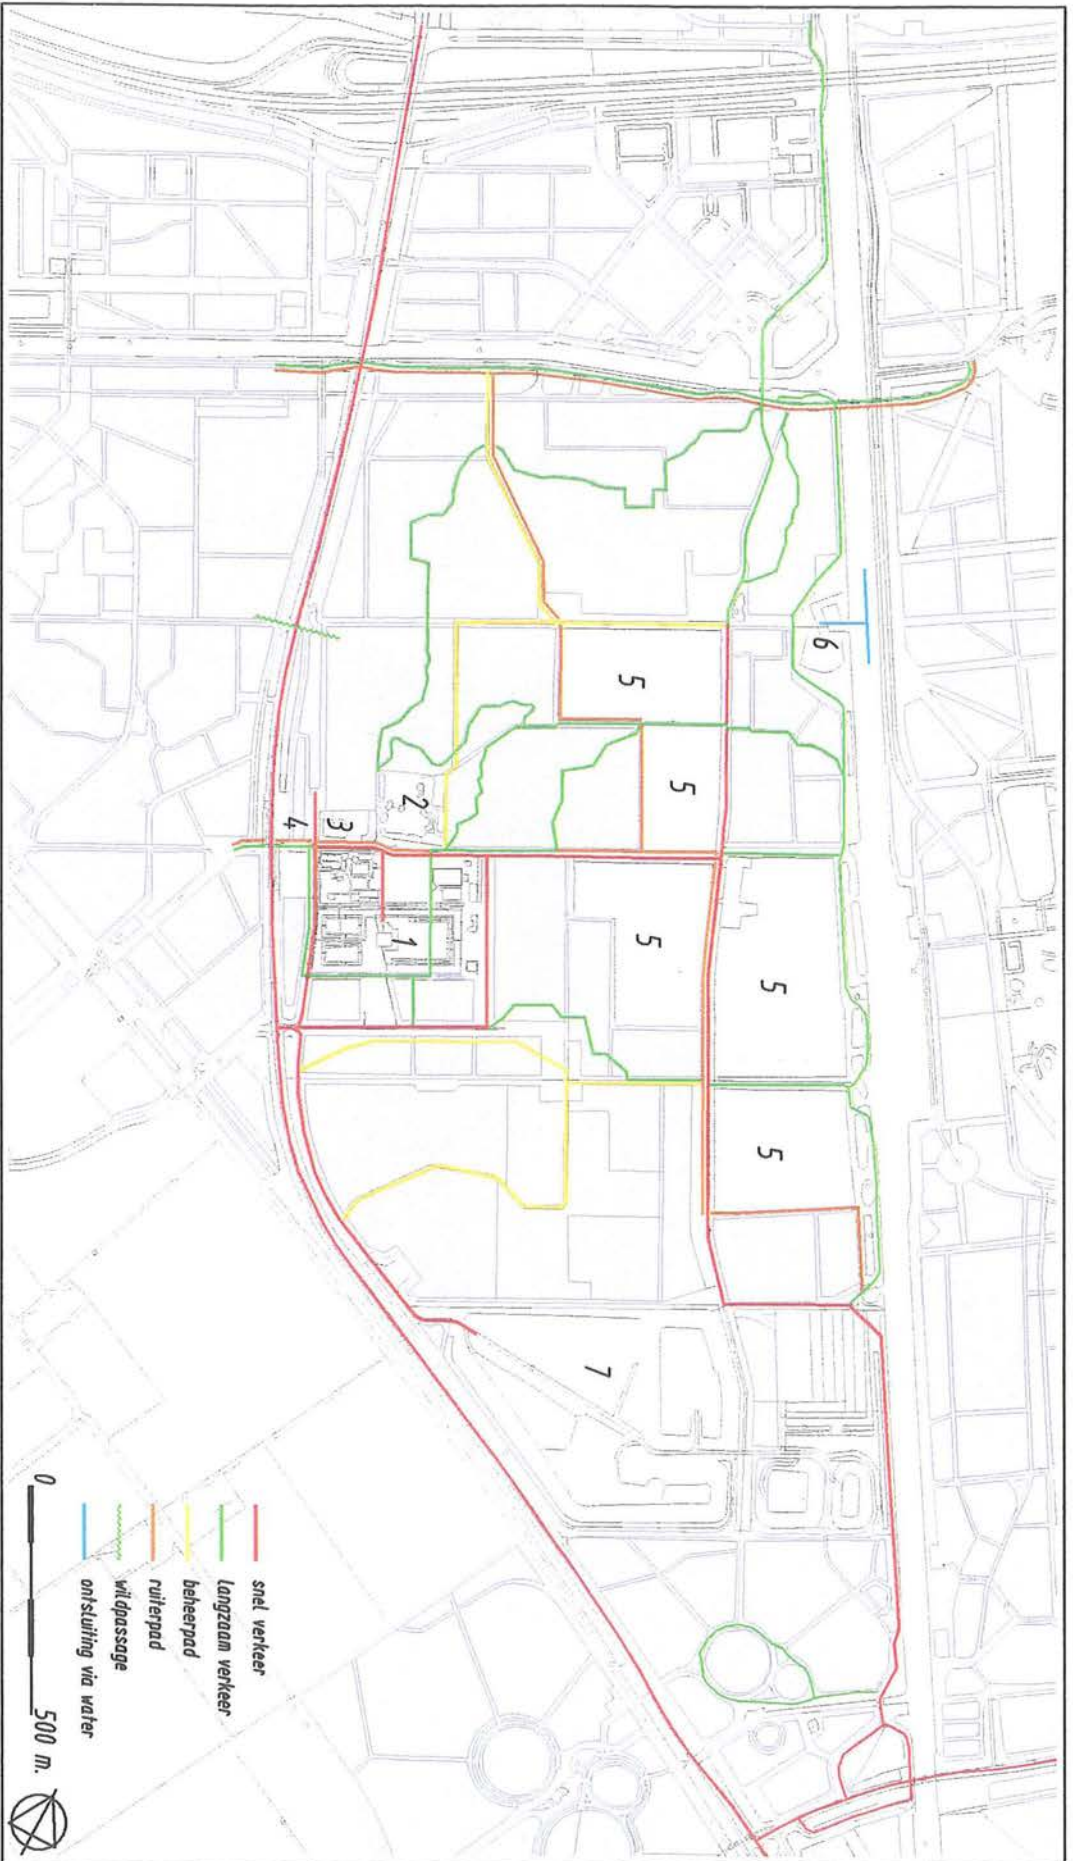 6
5
5
5
5
5
2
3
4
1
7
snel verkeer
langzaam verkeer
beheerpad
ruiterpad
wildpassage
ontsluiting via water
0 500 m.